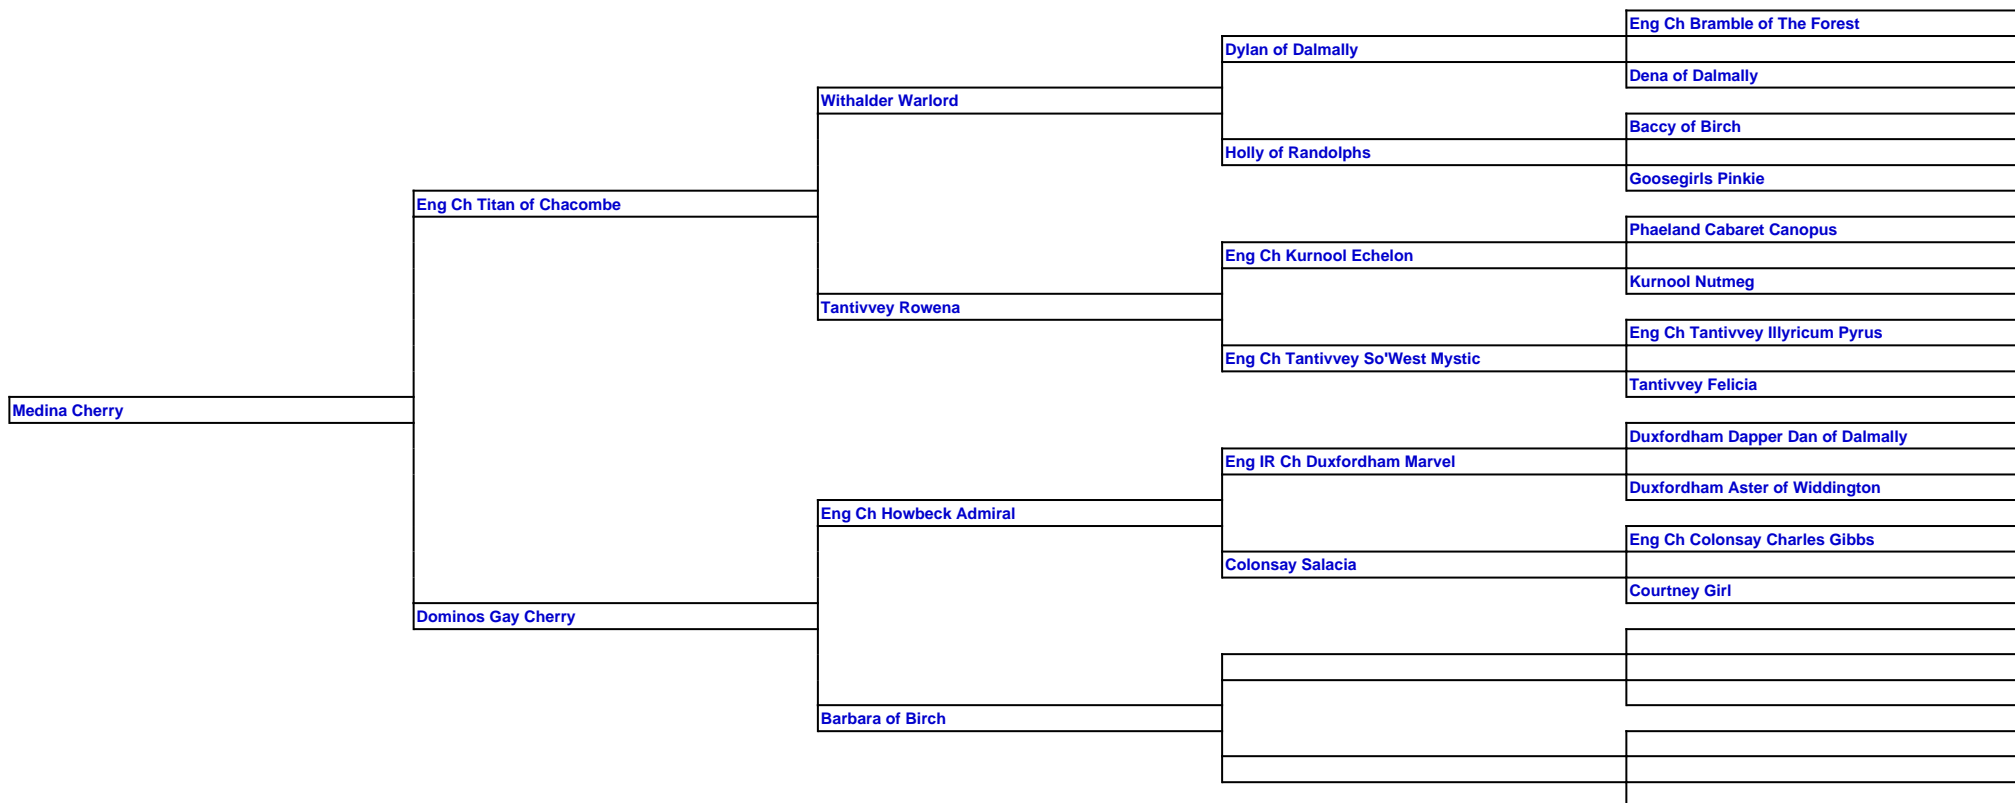 Eng Ch Bramble of The Forest
Dylan of Dalmally
Dena of Dalmally
Withalder Warlord
Baccy of Birch
Holly of Randolphs
Goosegirls Pinkie
Eng Ch Titan of Chacombe
Phaeland Cabaret Canopus
Eng Ch Kurnool Echelon
Kurnool Nutmeg
Tantivvey Rowena
Eng Ch Tantivvey Illyricum Pyrus
Eng Ch Tantivvey So'West Mystic
Tantivvey Felicia
Medina Cherry
Duxfordham Dapper Dan of Dalmally
Eng IR Ch Duxfordham Marvel
Duxfordham Aster of Widdington
Eng Ch Howbeck Admiral
Eng Ch Colonsay Charles Gibbs
Colonsay Salacia
Courtney Girl
Dominos Gay Cherry
Barbara of Birch